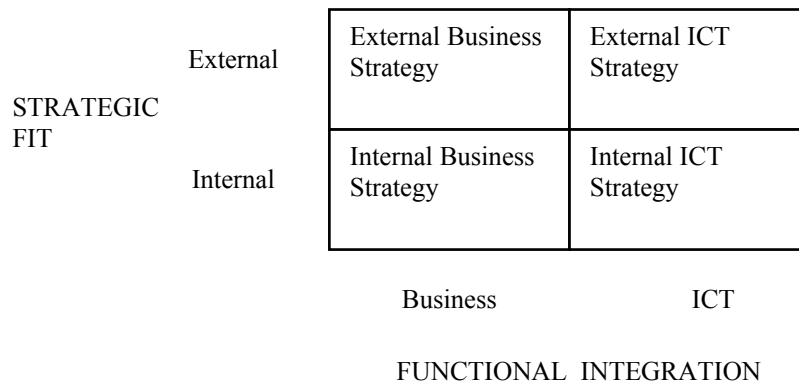 External
External Business
Strategy
External ICT
Strategy
STRATEGIC
FIT
Internal
Internal Business
Strategy
Internal ICT
Strategy
Business
ICT
FUNCTIONAL INTEGRATION